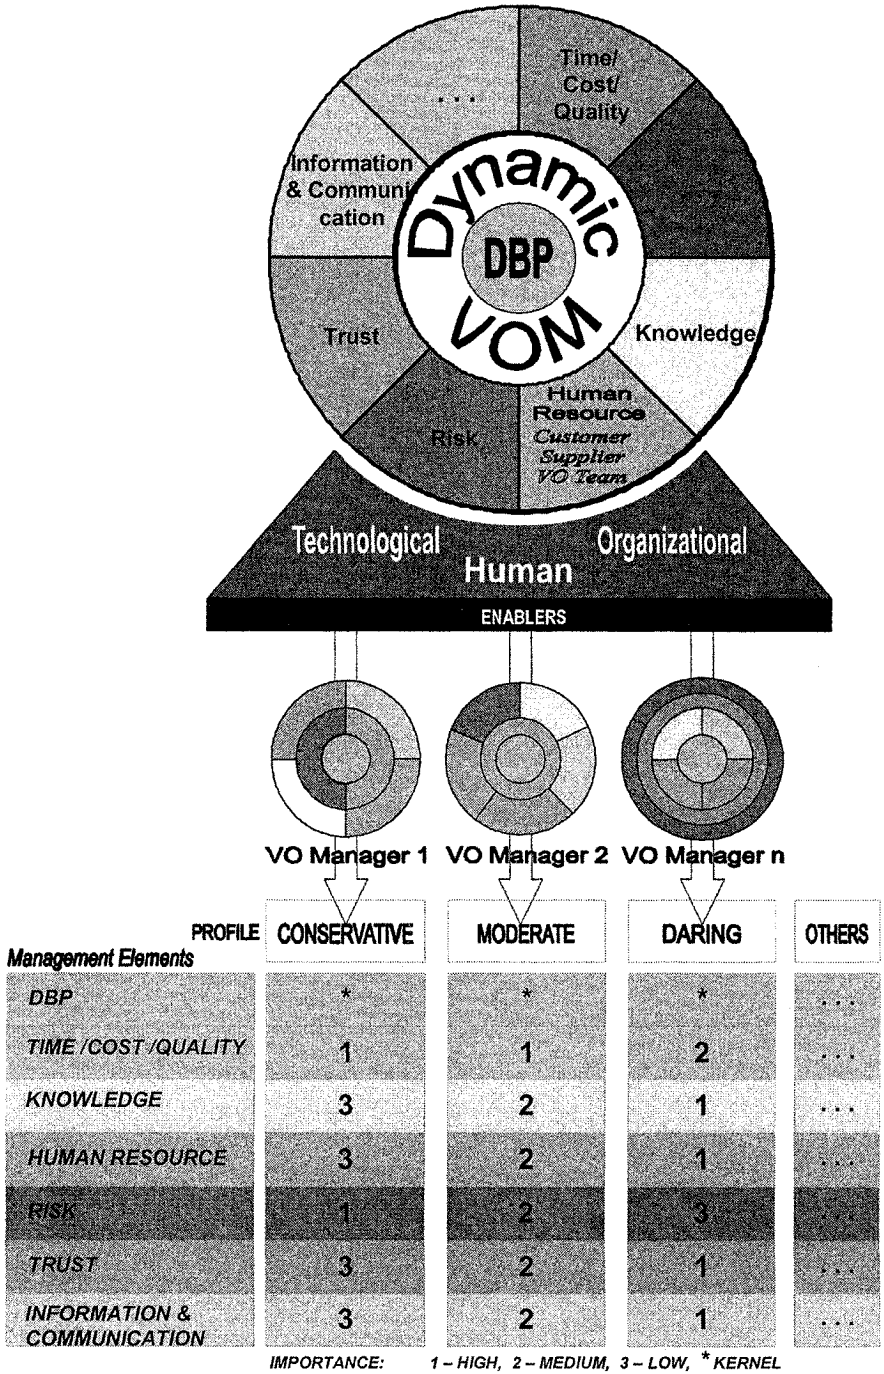 . . .
Time/
Cost/
Quality
Information
& Communi-
cation
Dynamic
DBP
VOM
Trust
Knowledge
Risk
Human
Resource
Customer
Supplier
VO Team
Technological
Organizational
Human
ENABLERS
VO Manager 1 VO Manager 2 VO Manager n
PROFILE CONSERVATIVE MODERATE DARING OTHERS
Management Elements
DBP * * * . . .
TIME /COST /QUALITY 1 1 2 . . .
KNOWLEDGE 3 2 1 . . .
HUMAN RESOURCE 3 2 1 . . .
RISK 1 2 3 . . .
TRUST 3 2 1 . . .
INFORMATION &
COMMUNICATION 3 2 1 . . .
IMPORTANCE: 1 – HIGH, 2 – MEDIUM, 3 – LOW, * KERNEL